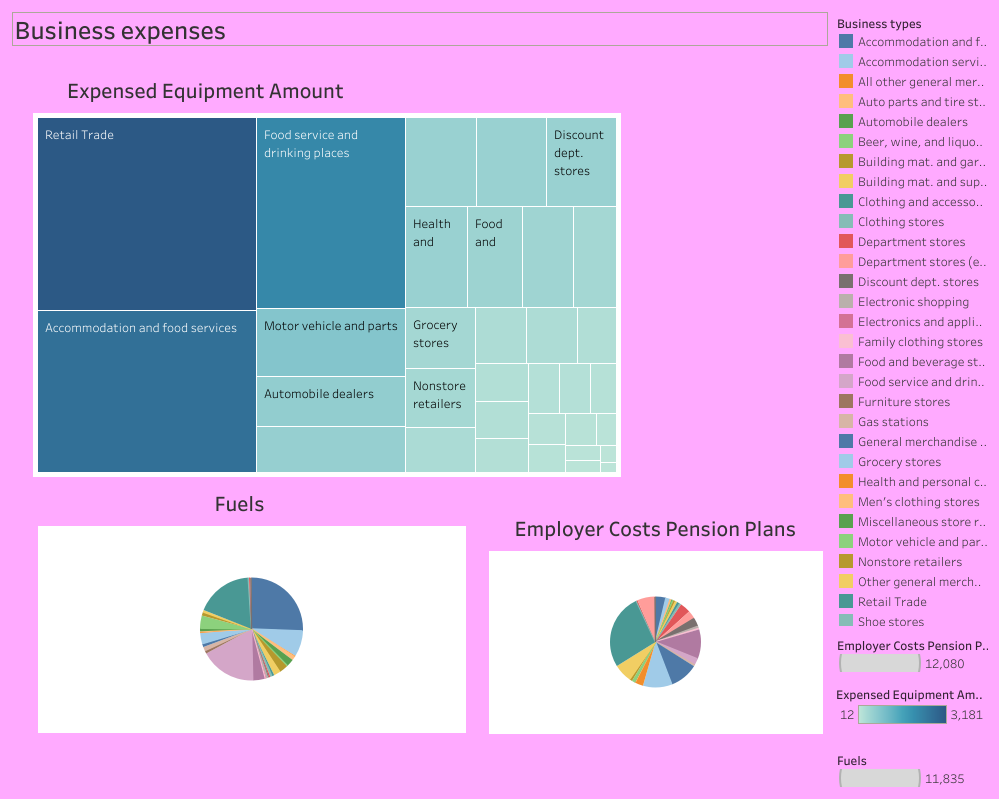 Business expenses
Expensed Equipment Amount
Retail Trade
Food service and
drinking places
Discount
dept.
stores
Health
and
Food
and
Accommodation and food services
Motor vehicle and parts
Grocery
stores
Automobile dealers
Nonstore
retailers
Fuels
Employer Costs Pension Plans
Business types
Accommodation and f..
Accommodation servi..
All other general mer..
Auto parts and tire st..
Automobile dealers
Beer, wine, and liquo..
Building mat. and gar..
Building mat. and sup..
Clothing and accesso..
Clothing stores
Department stores
Department stores (e..
Discount dept. stores
Electronic shopping
Electronics and appli..
Family clothing stores
Food and beverage st..
Food service and drin..
Furniture stores
Gas stations
General merchandise ..
Grocery stores
Health and personal c..
Men's clothing stores
Miscellaneous store r..
Motor vehicle and par..
Nonstore retailers
Other general merch..
Retail Trade
Shoe stores
Employer Costs Pension P..
12,080
Expensed Equipment Am..
12 3,181
Fuels
11,835